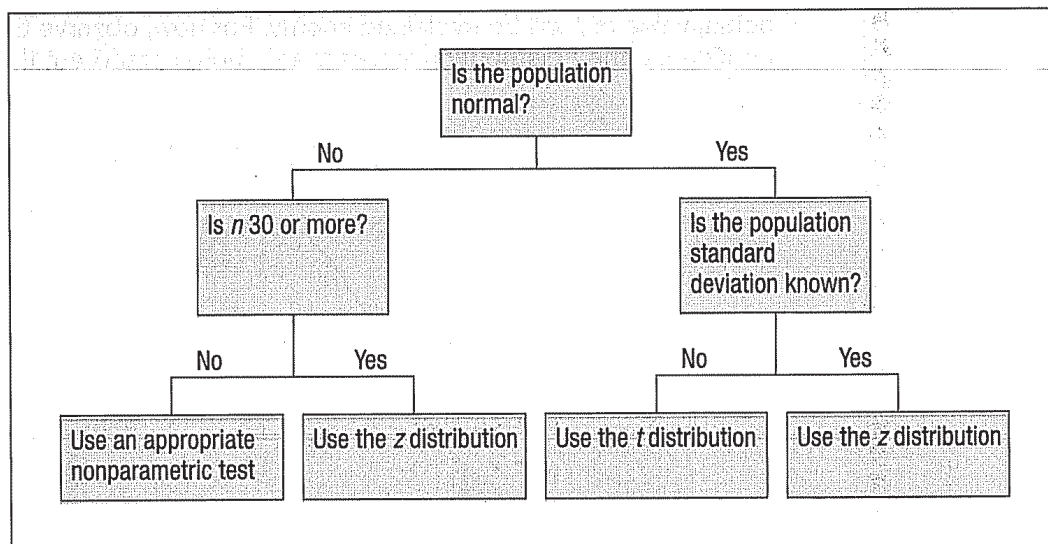 Is the population
normal?
No
Yes
Is n 30 or more?
Is the population
standard
deviation known?
No
Yes
No
Yes
Use an appropriate
nonparametric test
Use the z distribution
Use the t distribution
Use the z distribution